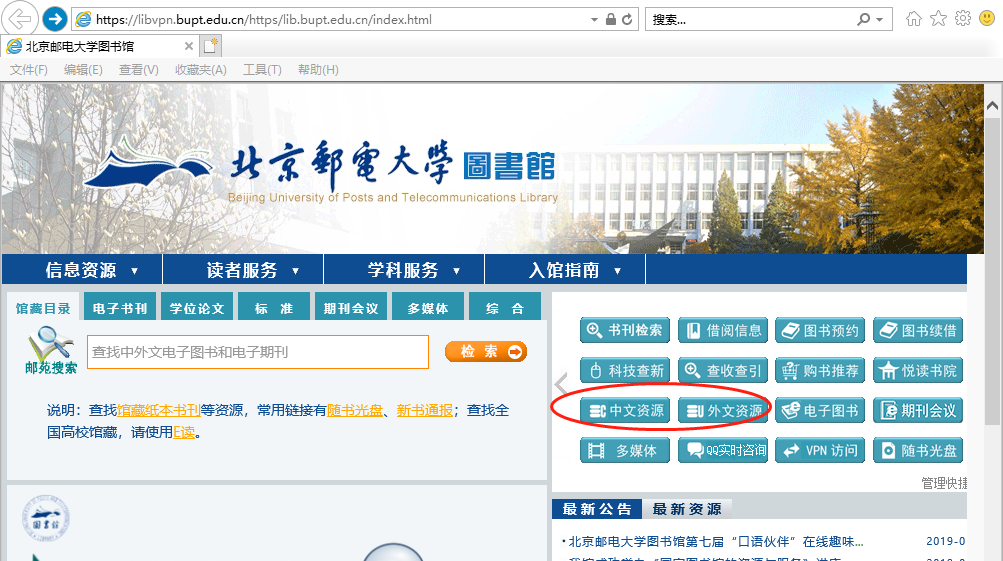 https://libvpn.bupt.edu.cn/https/lib.bupt.edu.cn/index.html
搜索...
北京邮电大学图书馆
文件(F) 编辑(E) 查看(V) 收藏夹(A) 工具(T) 帮助(H)
北京郵電大學圖書館
Beijing University of Posts and Telecommunications Library
信息资源 ▼ 读者服务 ▼ 学科服务 ▼ 入馆指南 ▼
馆藏目录 电子书刊 学位论文 标 准 期刊会议 多媒体 综 合
邮苑搜索
查找中外文电子图书和电子期刊
检 索
说明：查找馆藏纸本书刊等资源，常用链接有随书光盘、新书通报；查找全
国高校馆藏，请使用E读。
书刊检索 借阅信息 图书预约 图书续借
科技查新 查收查引 购书推荐 悦读书院
中文资源 外文资源 电子图书 期刊会议
多媒体 QQ实时咨询 VPN 访问 随书光盘
管理快捷
最新公告 最新资源
·北京邮电大学图书馆第七届“口语伙伴”在线趣味... 2019-0